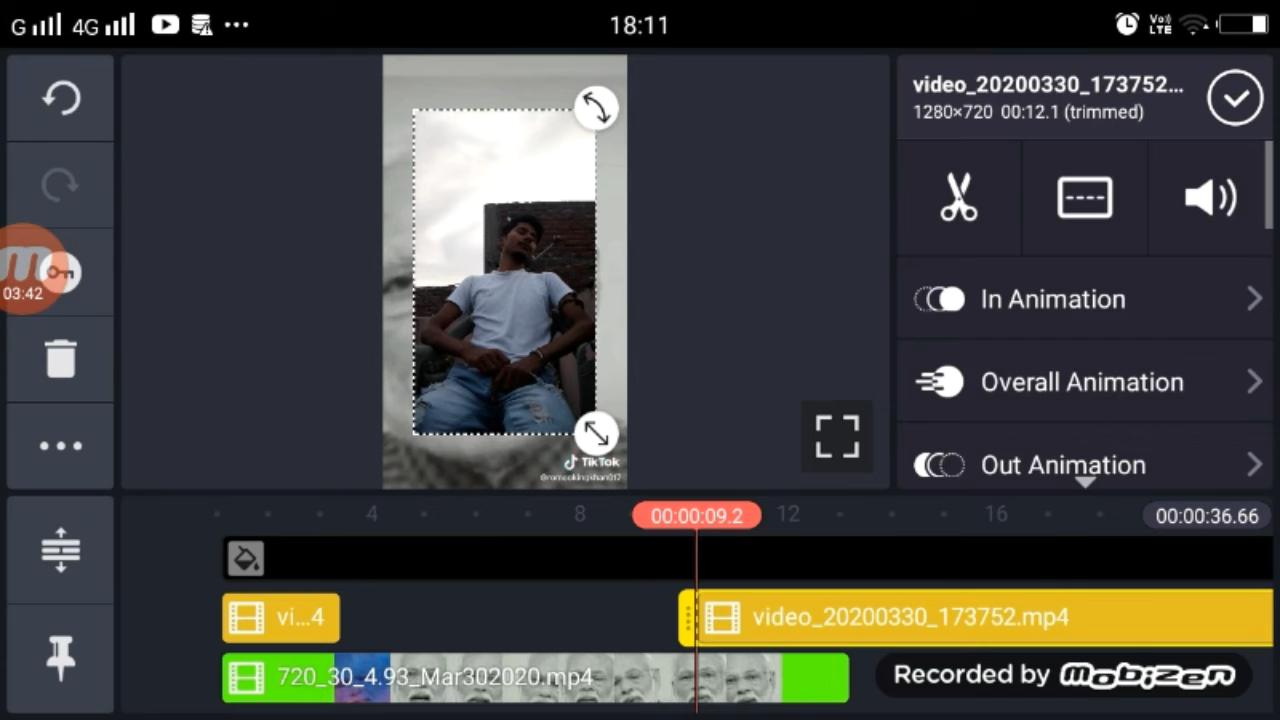 G 4G 18:11 Vo)) LTE
video_20200330_173752...
1280×720 00:12.1 (trimmed)
03:42
In Animation
Overall Animation
Out Animation
TikTok
4 8 00:00:09.2 12 16 00:00:36.66
vi...4
video_20200330_173752.mp4
720_30_4.93_Mar302020.mp4
Recorded by mobizen